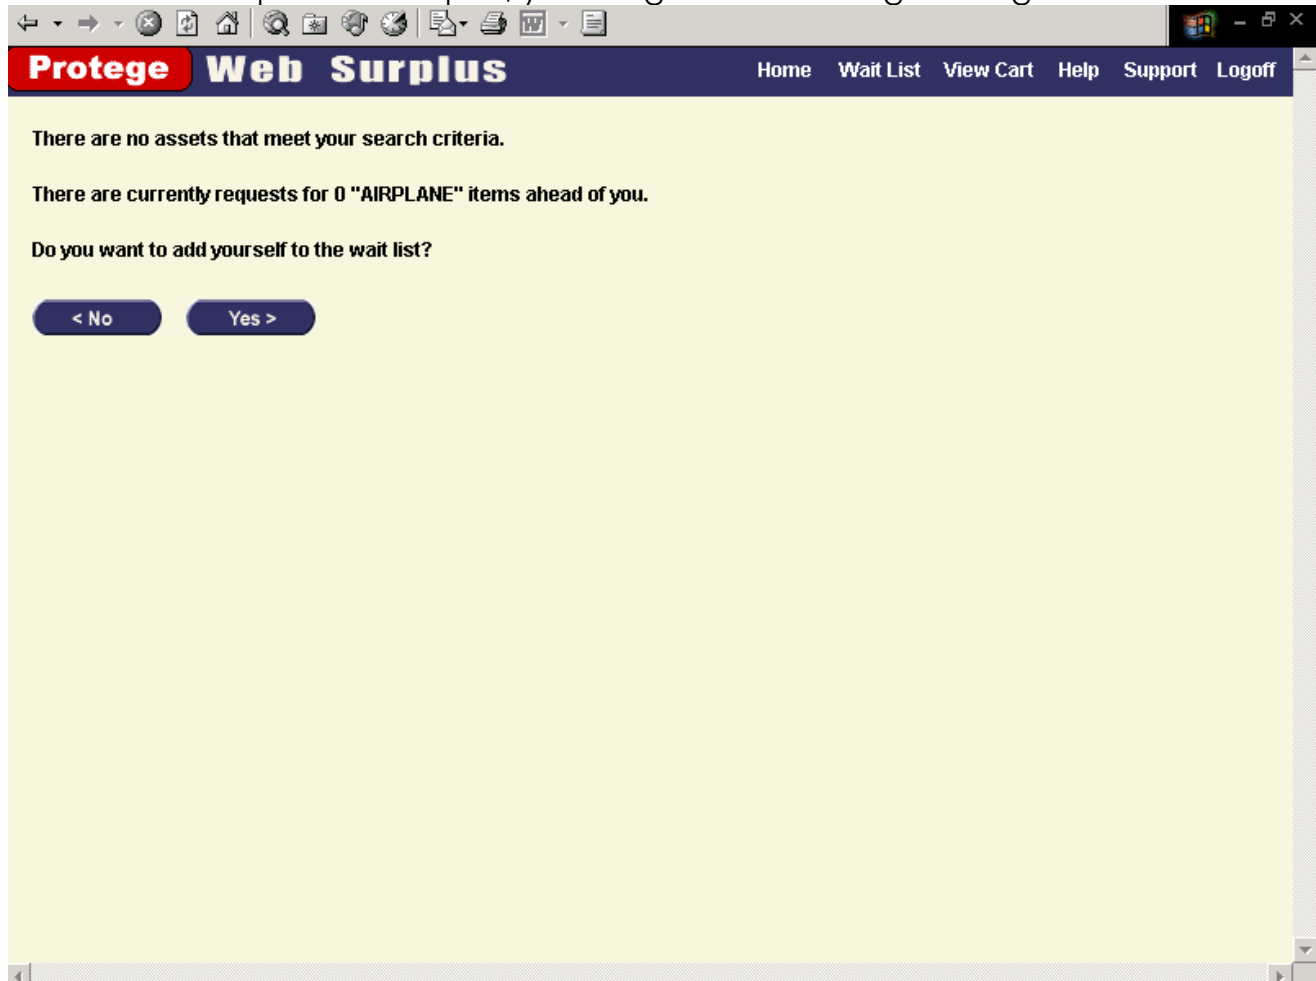 Protege Web Surplus Home Wait List View Cart Help Support Logoff
There are no assets that meet your search criteria.
There are currently requests for 0 "AIRPLANE" items ahead of you.
Do you want to add yourself to the wait list?
< No Yes >